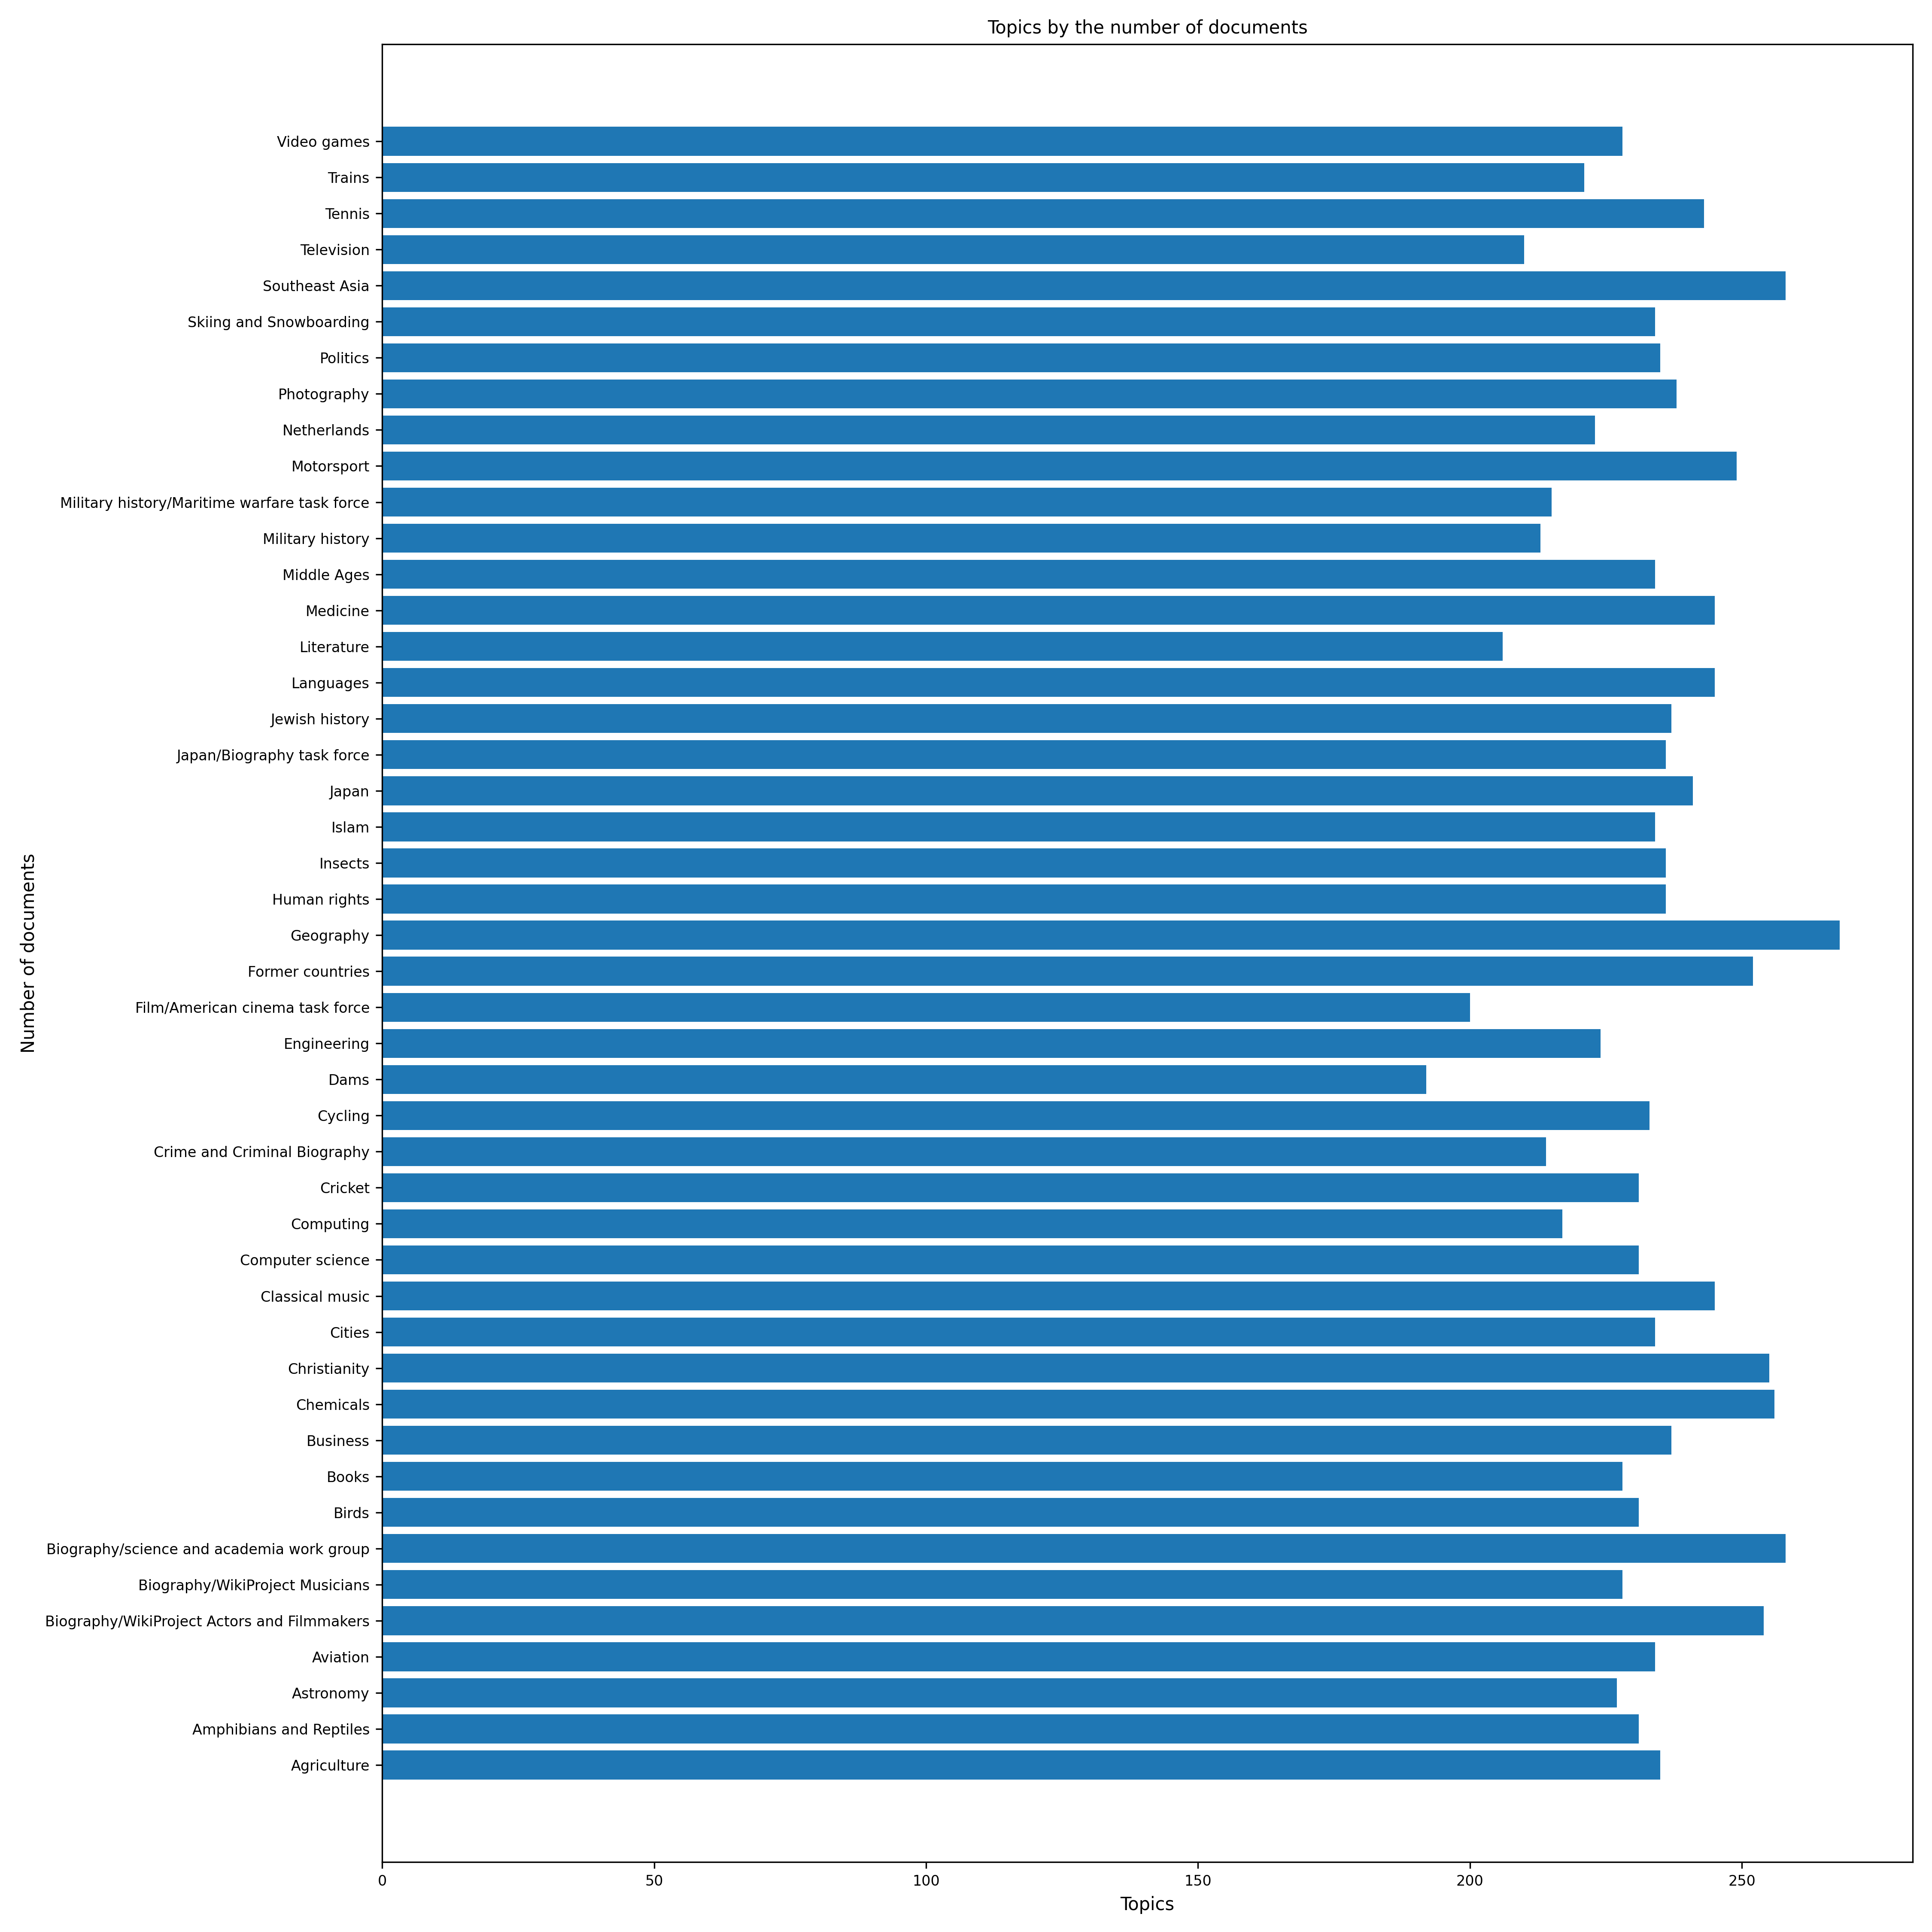 Topics by the number of documents
Video games
Trains
Tennis
Television
Southeast Asia
Skiing and Snowboarding
Politics
Photography
Netherlands
Motorsport
Military history/Maritime warfare task force
Military history
Middle Ages
Medicine
Literature
Languages
Jewish history
Japan/Biography task force
Japan
Islam
Insects
Human rights
Geography
Former countries
Film/American cinema task force
Engineering
Dams
Cycling
Crime and Criminal Biography
Cricket
Computing
Computer science
Classical music
Cities
Christianity
Chemicals
Business
Books
Birds
Biography/science and academia work group
Biography/WikiProject Musicians
Biography/WikiProject Actors and Filmmakers
Aviation
Astronomy
Amphibians and Reptiles
Agriculture
Number of documents
0 50 100 150 200 250
Topics